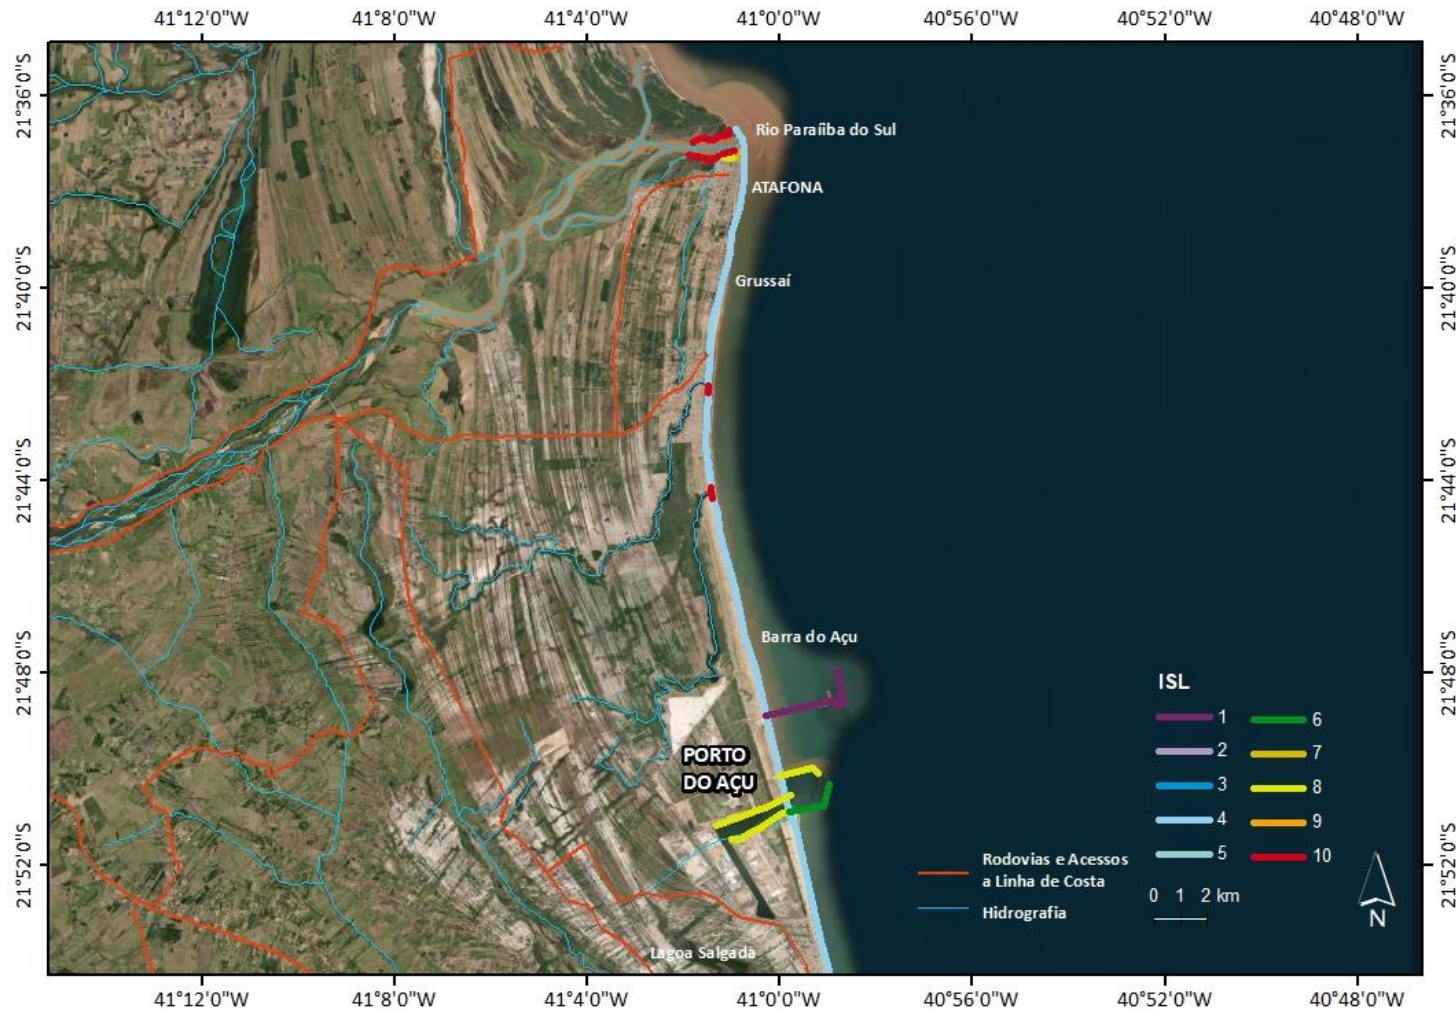 41°12'0"W 41°8'0"W 41°4'0"W 41°0'0"W 40°56'0"W 40°52'0"W 40°48'0"W
21°36'0"S
21°36'0"S
Rio Paraíiba do Sul
ATAFONA
21°40'0"S
Grussaí
21°40'0"S
21°44'0"S
21°44'0"S
Barra do Açu
21°48'0"S
21°48'0"S
ISL
1 6
2 7
3 8
4 9
5 10
PORTO
DO AÇU
21°52'0"S
21°52'0"S
Rodovias e Acessos
a Linha de Costa
Hidrografia
0 1 2 km
N
Lagoa Salgada
41°12'0"W 41°8'0"W 41°4'0"W 41°0'0"W 40°56'0"W 40°52'0"W 40°48'0"W